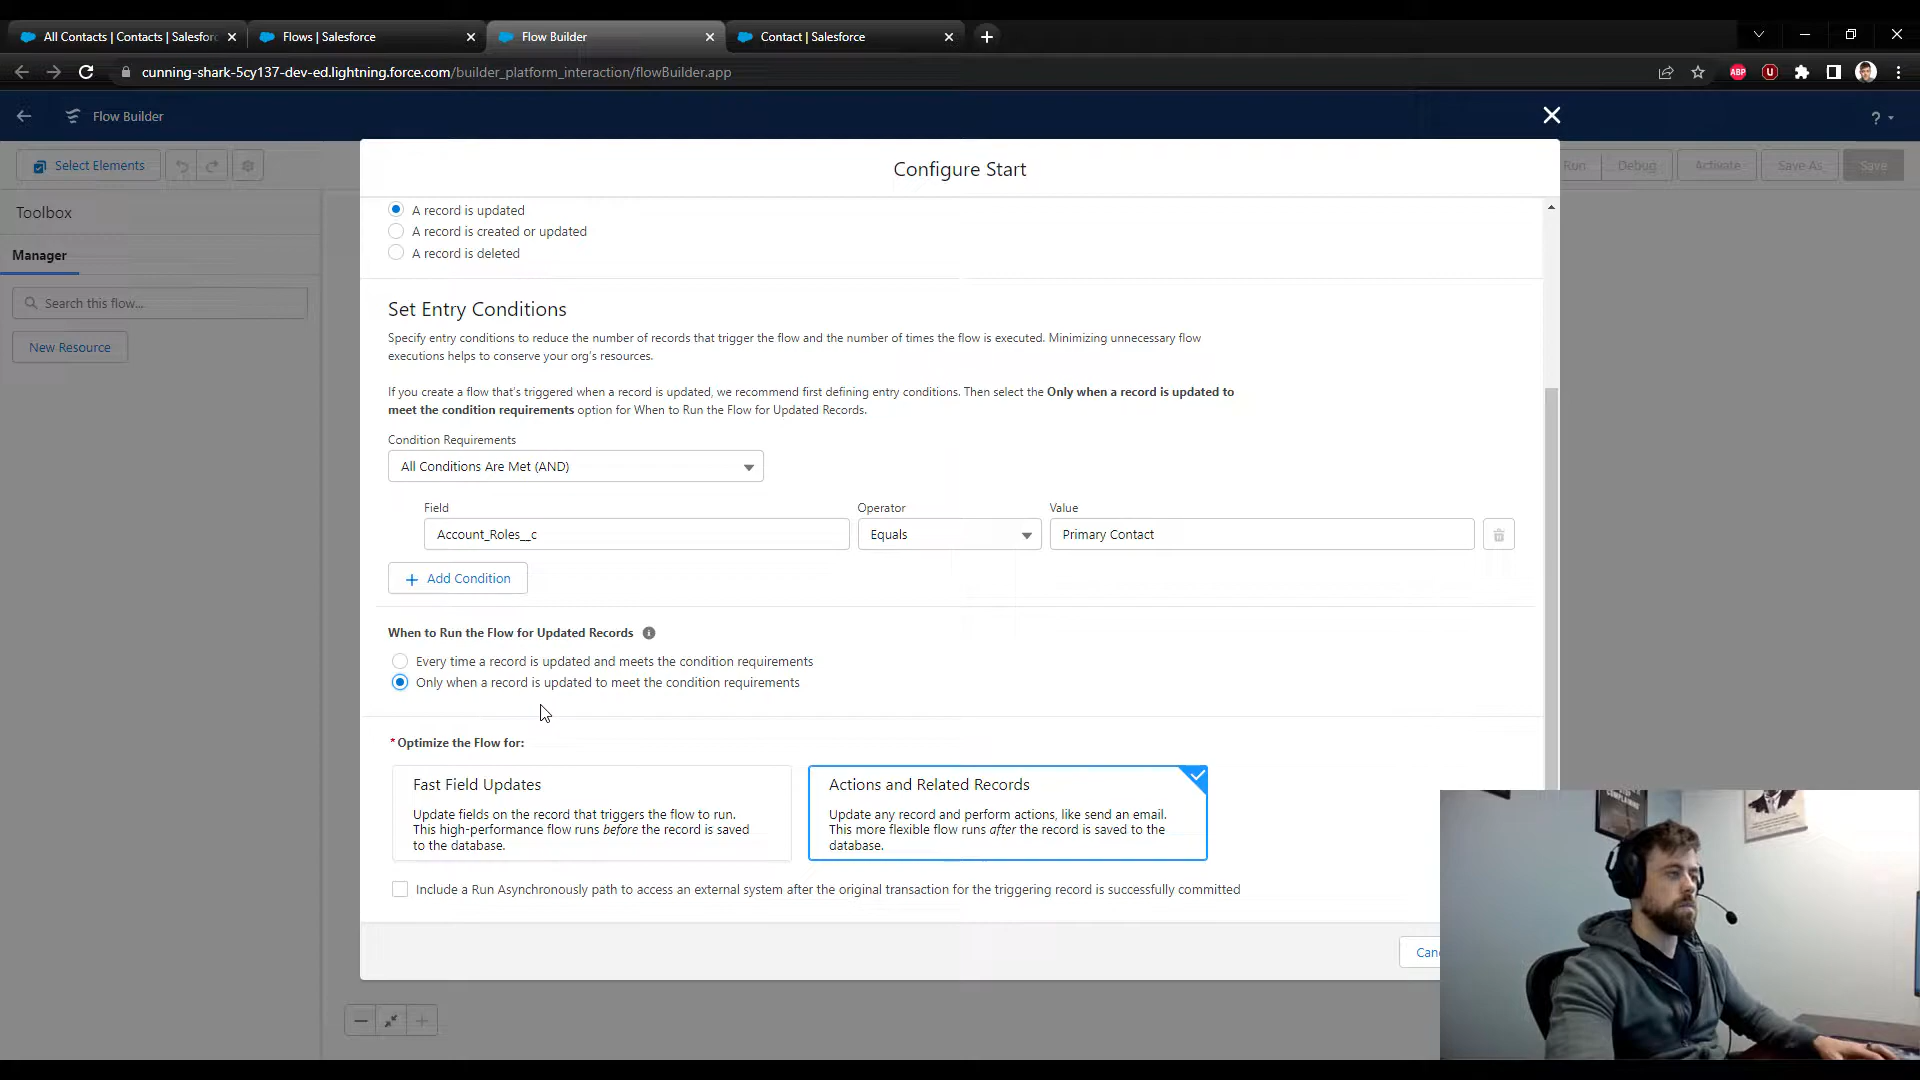 All Contacts | Contacts | Salesforc
Flows | Salesforce
Flow Builder
Contact | Salesforce
cunning-shark-5cy137-dev-ed.lightning.force.com/builder_platform_interaction/flowBuilder.app
ABP
Flow Builder
?
Configure Start
Select Elements
Run
Debug
Activate
Save As
Save
Toolbox
Manager
Search this flow...
New Resource
A record is updated
A record is created or updated
A record is deleted
Set Entry Conditions
Specify entry conditions to reduce the number of records that trigger the flow and the number of times the flow is executed. Minimizing unnecessary flow
executions helps to conserve your org's resources.
If you create a flow that's triggered when a record is updated, we recommend first defining entry conditions. Then select the Only when a record is updated to
meet the condition requirements option for When to Run the Flow for Updated Records.
Condition Requirements
All Conditions Are Met (AND)
Field
Operator
Value
Account_Roles__c
Equals
Primary Contact
+ Add Condition
When to Run the Flow for Updated Records
Every time a record is updated and meets the condition requirements
Only when a record is updated to meet the condition requirements
* Optimize the Flow for:
Fast Field Updates
Update fields on the record that triggers the flow to run.
This high-performance flow runs before the record is saved
to the database.
Actions and Related Records
Update any record and perform actions, like send an email.
This more flexible flow runs after the record is saved to the
database.
Include a Run Asynchronously path to access an external system after the original transaction for the triggering record is successfully committed
Canc